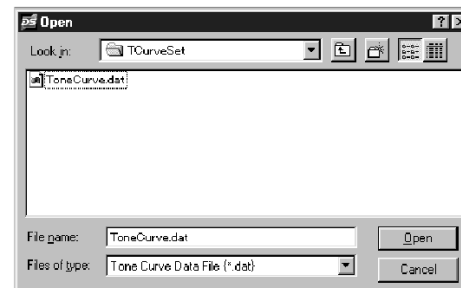 Open
Look in: TCurveSet
ToneCurve.dat
File name: ToneCurve.dat Open
Files of type: Tone Curve Data File (*.dat) Cancel